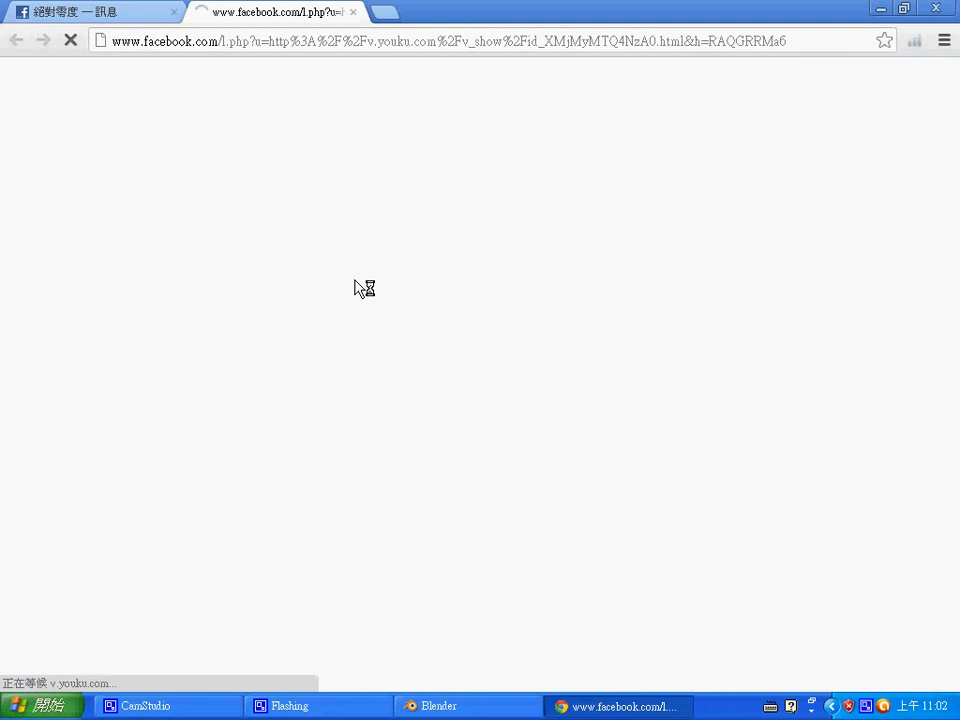 絕對零度 — 訊息
www.facebook.com/l.php?u=
www.facebook.com/l.php?u=http%3A%2F%2Fv.youku.com%2Fv_show%2Fid_XMjMyMTQ4NzA0.html&h=RAQGRRMa6
正在等候 v.youku.com...
開始
CamStudio
Flashing
Blender
www.facebook.com/l....
上午 11:02